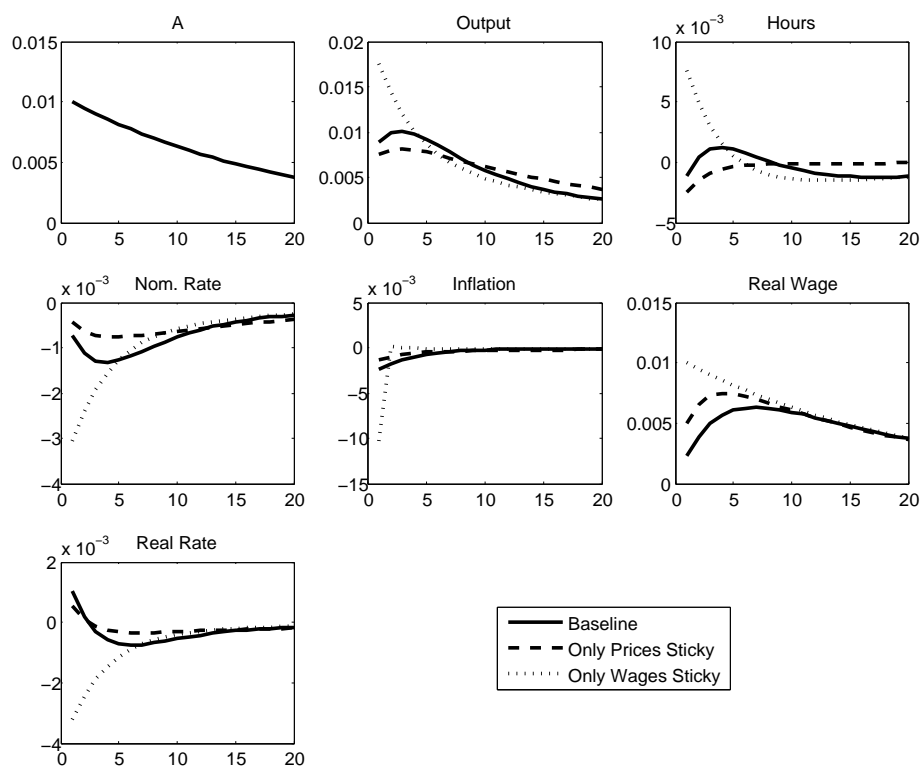 A
0.015
0.01
0.005
0
0 5 10 15 20
Output
0.02
0.015
0.01
0.005
0
0 5 10 15 20
Hours
x 10⁻³
10
5
0
−5
0 5 10 15 20
Nom. Rate
x 10⁻³
0
−1
−2
−3
−4
0 5 10 15 20
Inflation
x 10⁻³
5
0
−5
−10
−15
0 5 10 15 20
Real Wage
0.015
0.01
0.005
0
0 5 10 15 20
Real Rate
x 10⁻³
2
0
−2
−4
0 5 10 15 20
Baseline
Only Prices Sticky
Only Wages Sticky